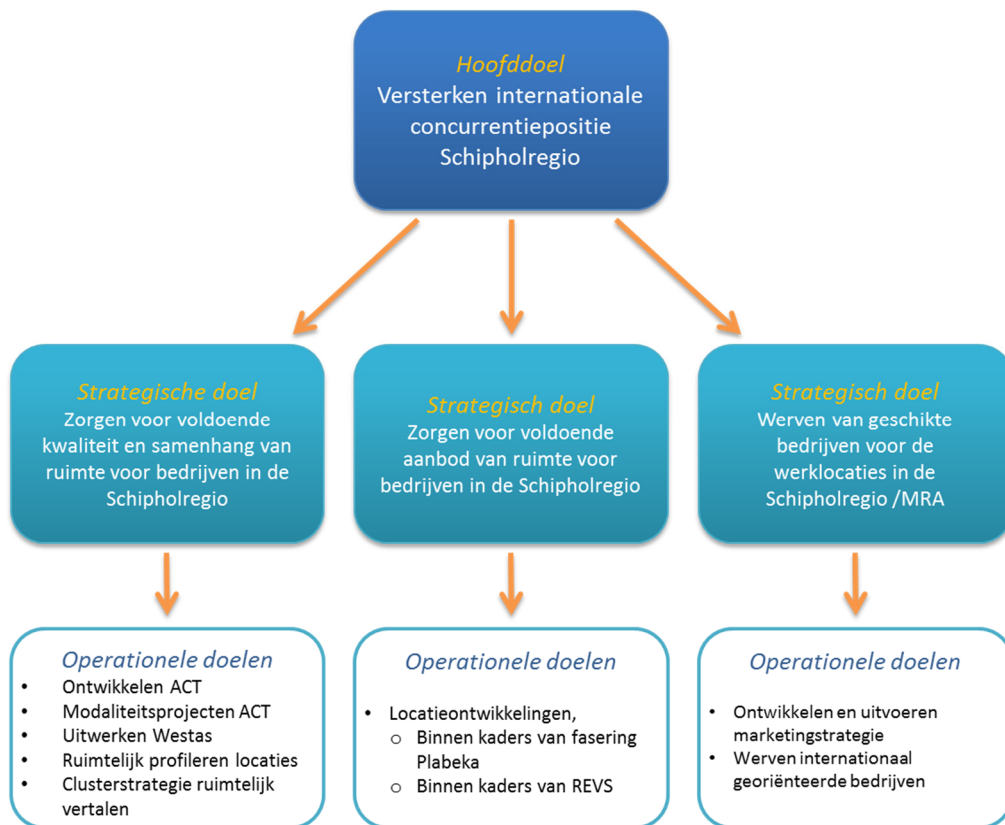 Hoofddoel
Versterken internationale
concurrentiepositie
Schipholregio
Strategische doel
Zorgen voor voldoende
kwaliteit en samenhang van
ruimte voor bedrijven in de
Schipholregio
Strategisch doel
Zorgen voor voldoende
aanbod van ruimte voor
bedrijven in de Schipholregio
Strategisch doel
Werven van geschikte
bedrijven voor de
werklocaties in de
Schipholregio /MRA
Operationele doelen
• Ontwikkelen ACT
• Modaliteitsprojecten ACT
• Uitwerken Westas
• Ruimtelijk profileren locaties
• Clusterstrategie ruimtelijk
vertalen
Operationele doelen
• Locatieontwikkelingen,
o Binnen kaders van fasering
Plabeka
o Binnen kaders van REVS
Operationele doelen
• Ontwikkelen en uitvoeren
marketingstrategie
• Werven internationaal
georiënteerde bedrijven